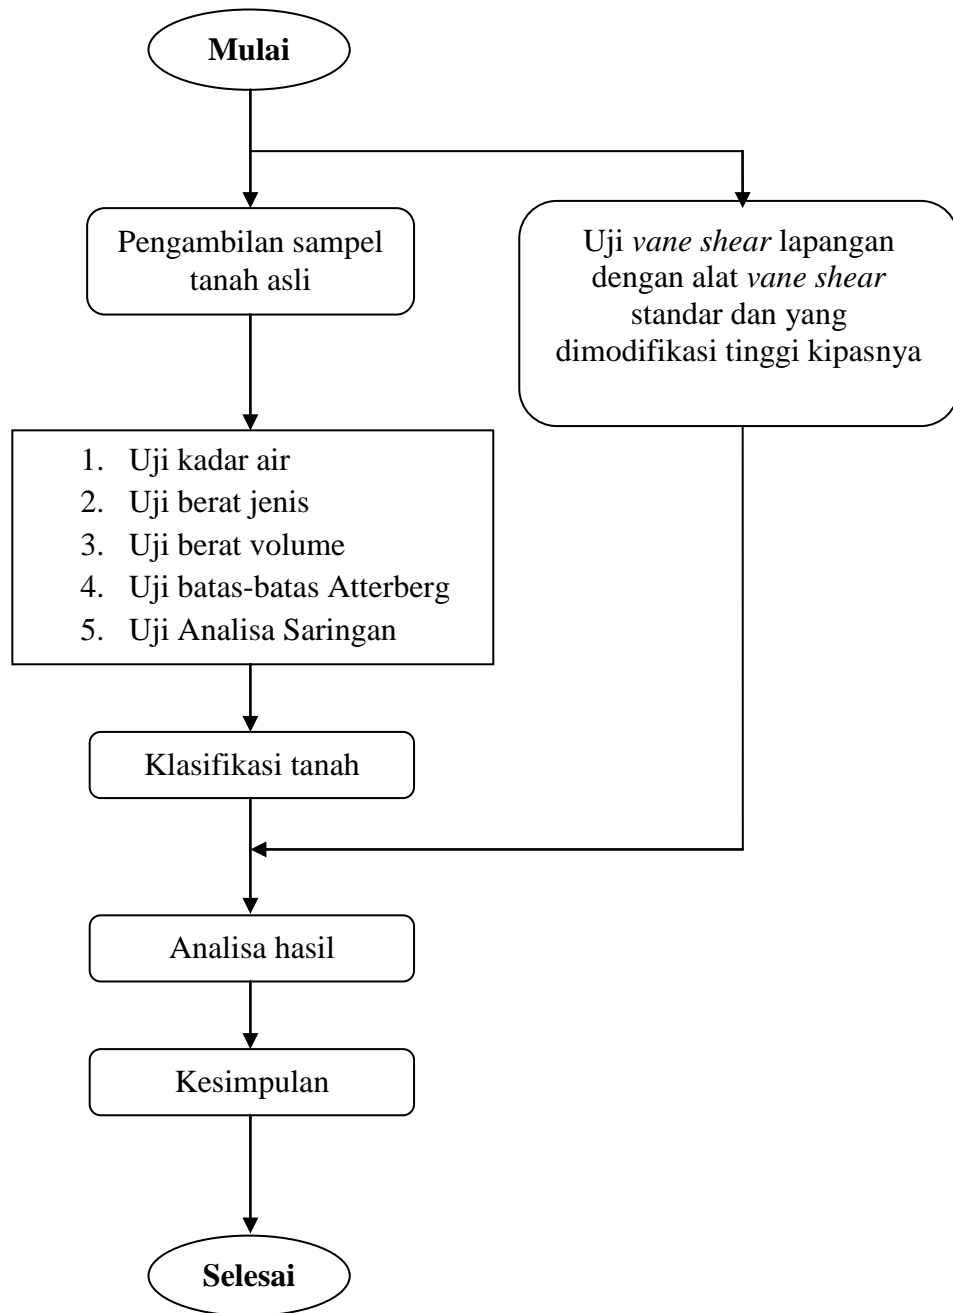 Mulai
Pengambilan sampel
tanah asli
Uji vane shear lapangan
dengan alat vane shear
standar dan yang
dimodifikasi tinggi kipasnya
1. Uji kadar air
2. Uji berat jenis
3. Uji berat volume
4. Uji batas-batas Atterberg
5. Uji Analisa Saringan
Klasifikasi tanah
Analisa hasil
Kesimpulan
Selesai